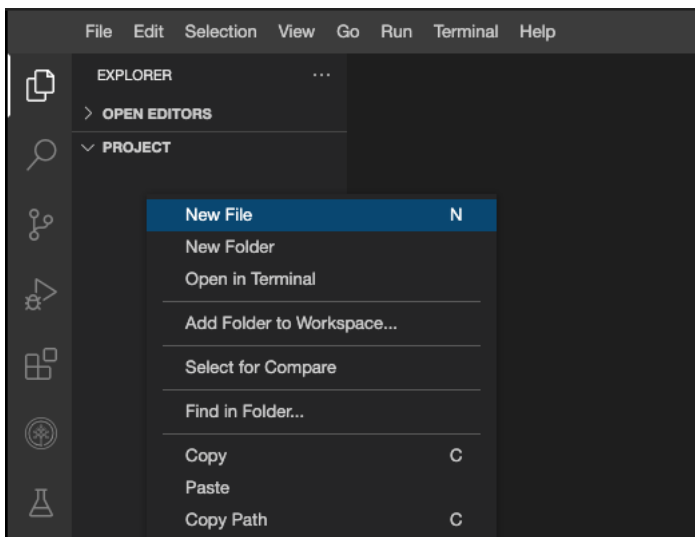 File Edit Selection View Go Run Terminal Help
EXPLORER ...
OPEN EDITORS
PROJECT
New File N
New Folder
Open in Terminal
Add Folder to Workspace...
Select for Compare
Find in Folder...
Copy C
Paste
Copy Path C